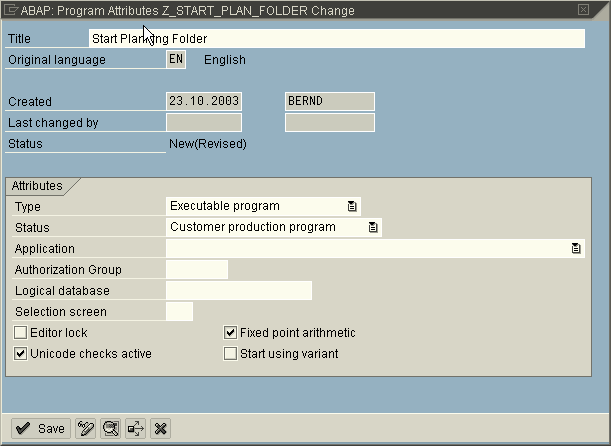 ABAP: Program Attributes Z_START_PLAN_FOLDER Change
Title Start Planning Folder
Original language EN English
Created 23.10.2003 BERND
Last changed by
Status New(Revised)
Attributes
Type Executable program
Status Customer production program
Application
Authorization Group
Logical database
Selection screen
Editor lock Fixed point arithmetic
Unicode checks active Start using variant
Save